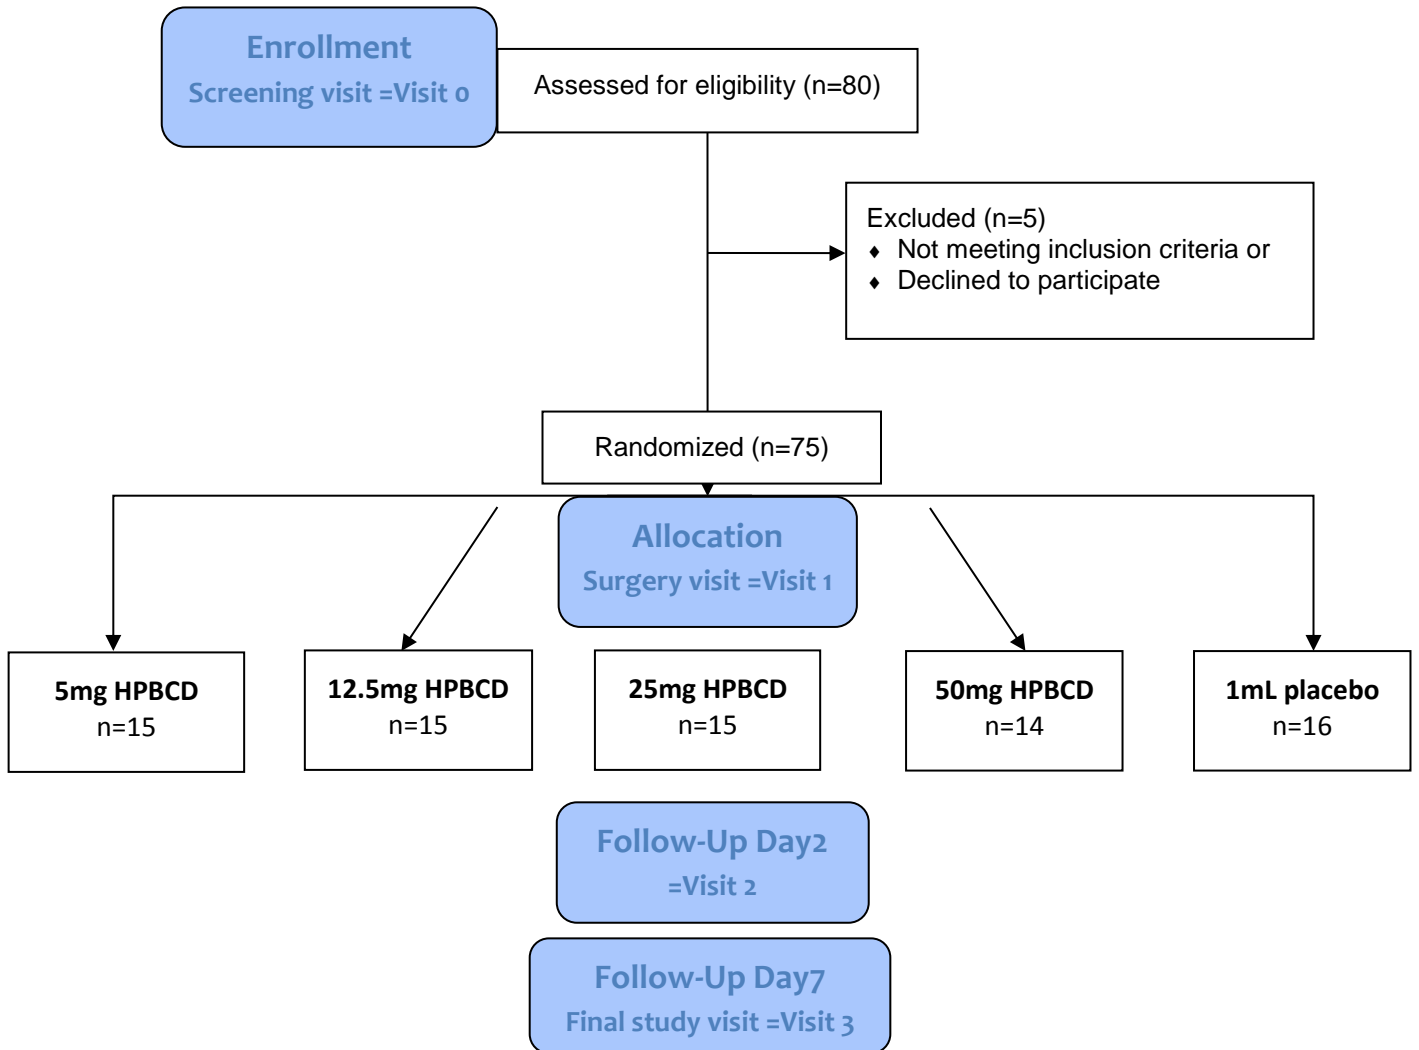 Enrollment
Screening visit =Visit 0
Assessed for eligibility (n=80)
Excluded (n=5)
♦ Not meeting inclusion criteria or
♦ Declined to participate
Randomized (n=75)
Allocation
Surgery visit =Visit 1
5mg HPBCD
n=15
12.5mg HPBCD
n=15
25mg HPBCD
n=15
50mg HPBCD
n=14
1mL placebo
n=16
Follow-Up Day2
=Visit 2
Follow-Up Day7
Final study visit =Visit 3